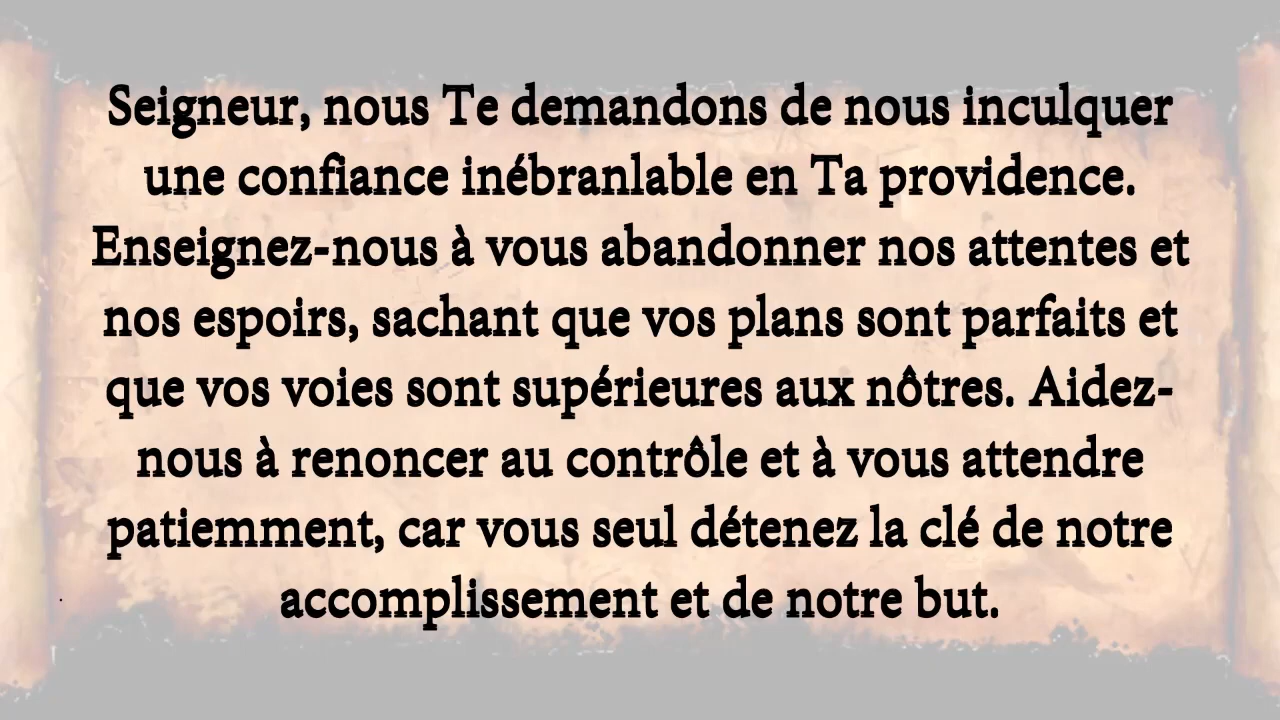 Seigneur, nous Te demandons de nous inculquer
une confiance inébranlable en Ta providence.
Enseignez-nous à vous abandonner nos attentes et
nos espoirs, sachant que vos plans sont parfaits et
que vos voies sont supérieures aux nôtres. Aidez-
nous à renoncer au contrôle et à vous attendre
patiemment, car vous seul détenez la clé de notre
accomplissement et de notre but.